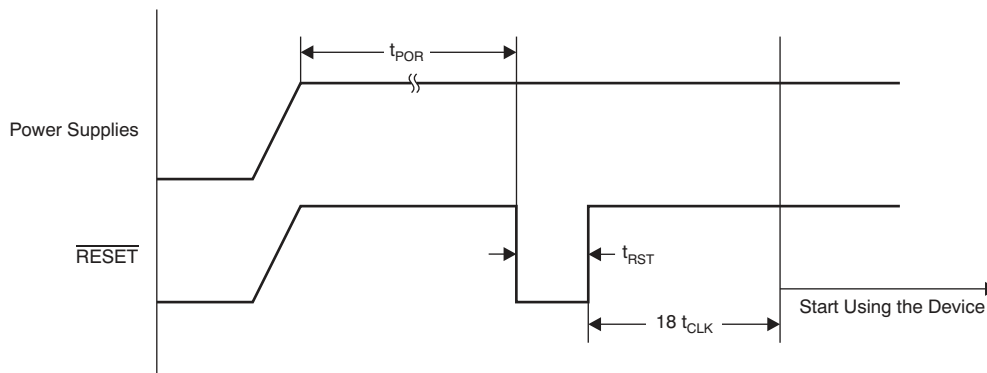 tPOR
Power Supplies
RESET
tRST
18 tCLK
Start Using the Device